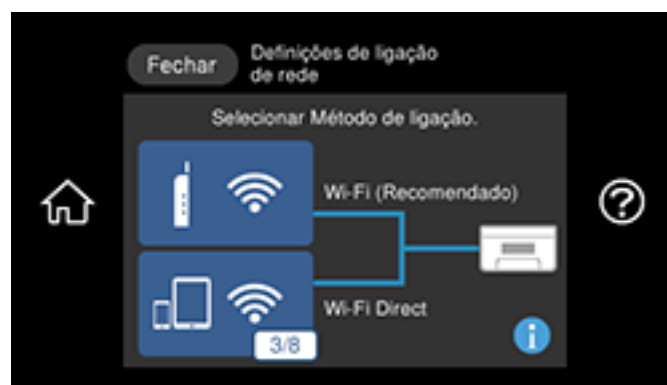 Fechar
Definições de ligação
de rede
Selecionar Método de ligação.
Wi-Fi (Recomendado)
Wi-Fi Direct
3/8